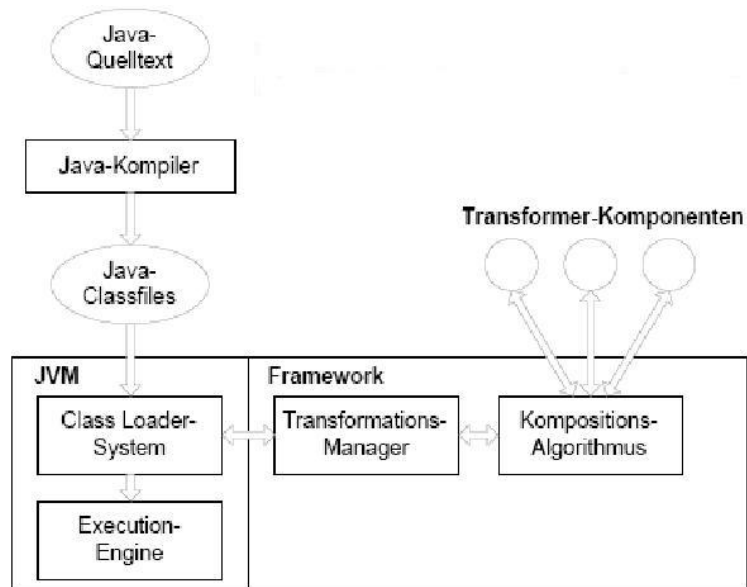 Java-
Quelltext
Java-Kompiler
Transformer-Komponenten
Java-
Classfiles
JVM
Framework
Class Loader-
System
Transformations-
Manager
Kompositions-
Algorithmus
Execution-
Engine